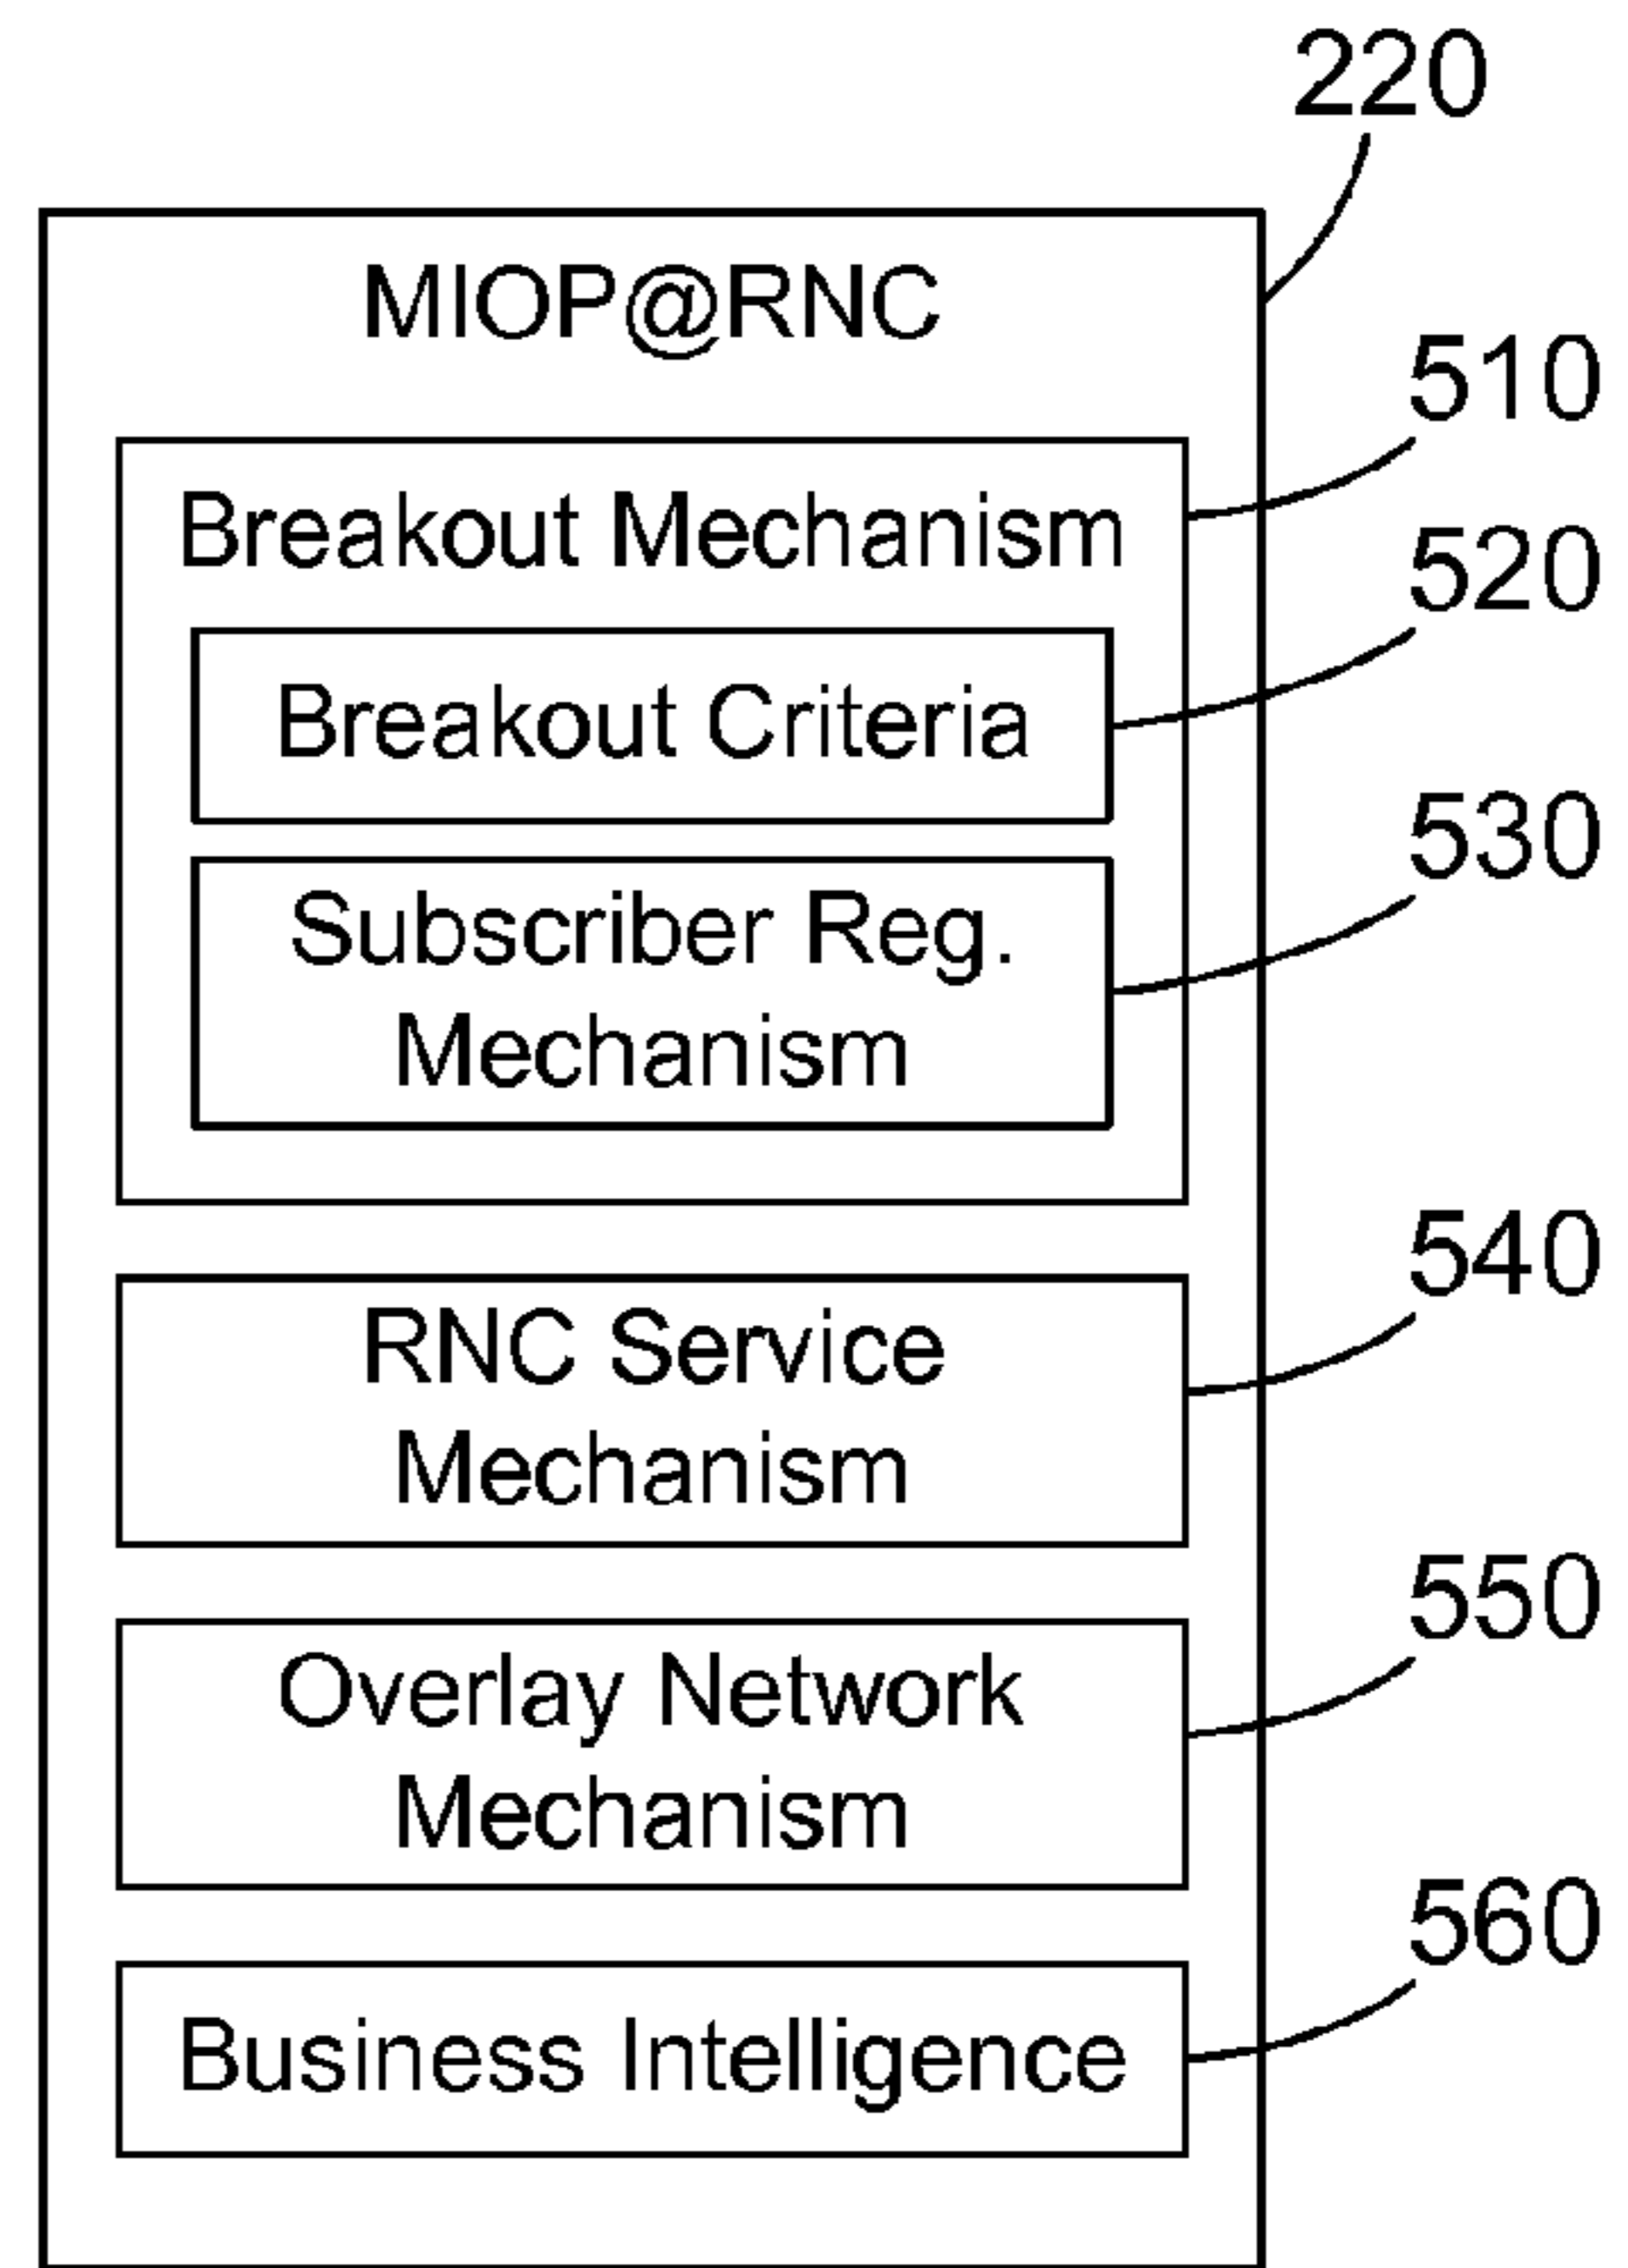 220
MIOP@RNC
510
Breakout Mechanism
520
Breakout Criteria
530
Subscriber Reg.
Mechanism
540
RNC Service
Mechanism
550
Overlay Network
Mechanism
560
Business Intelligence